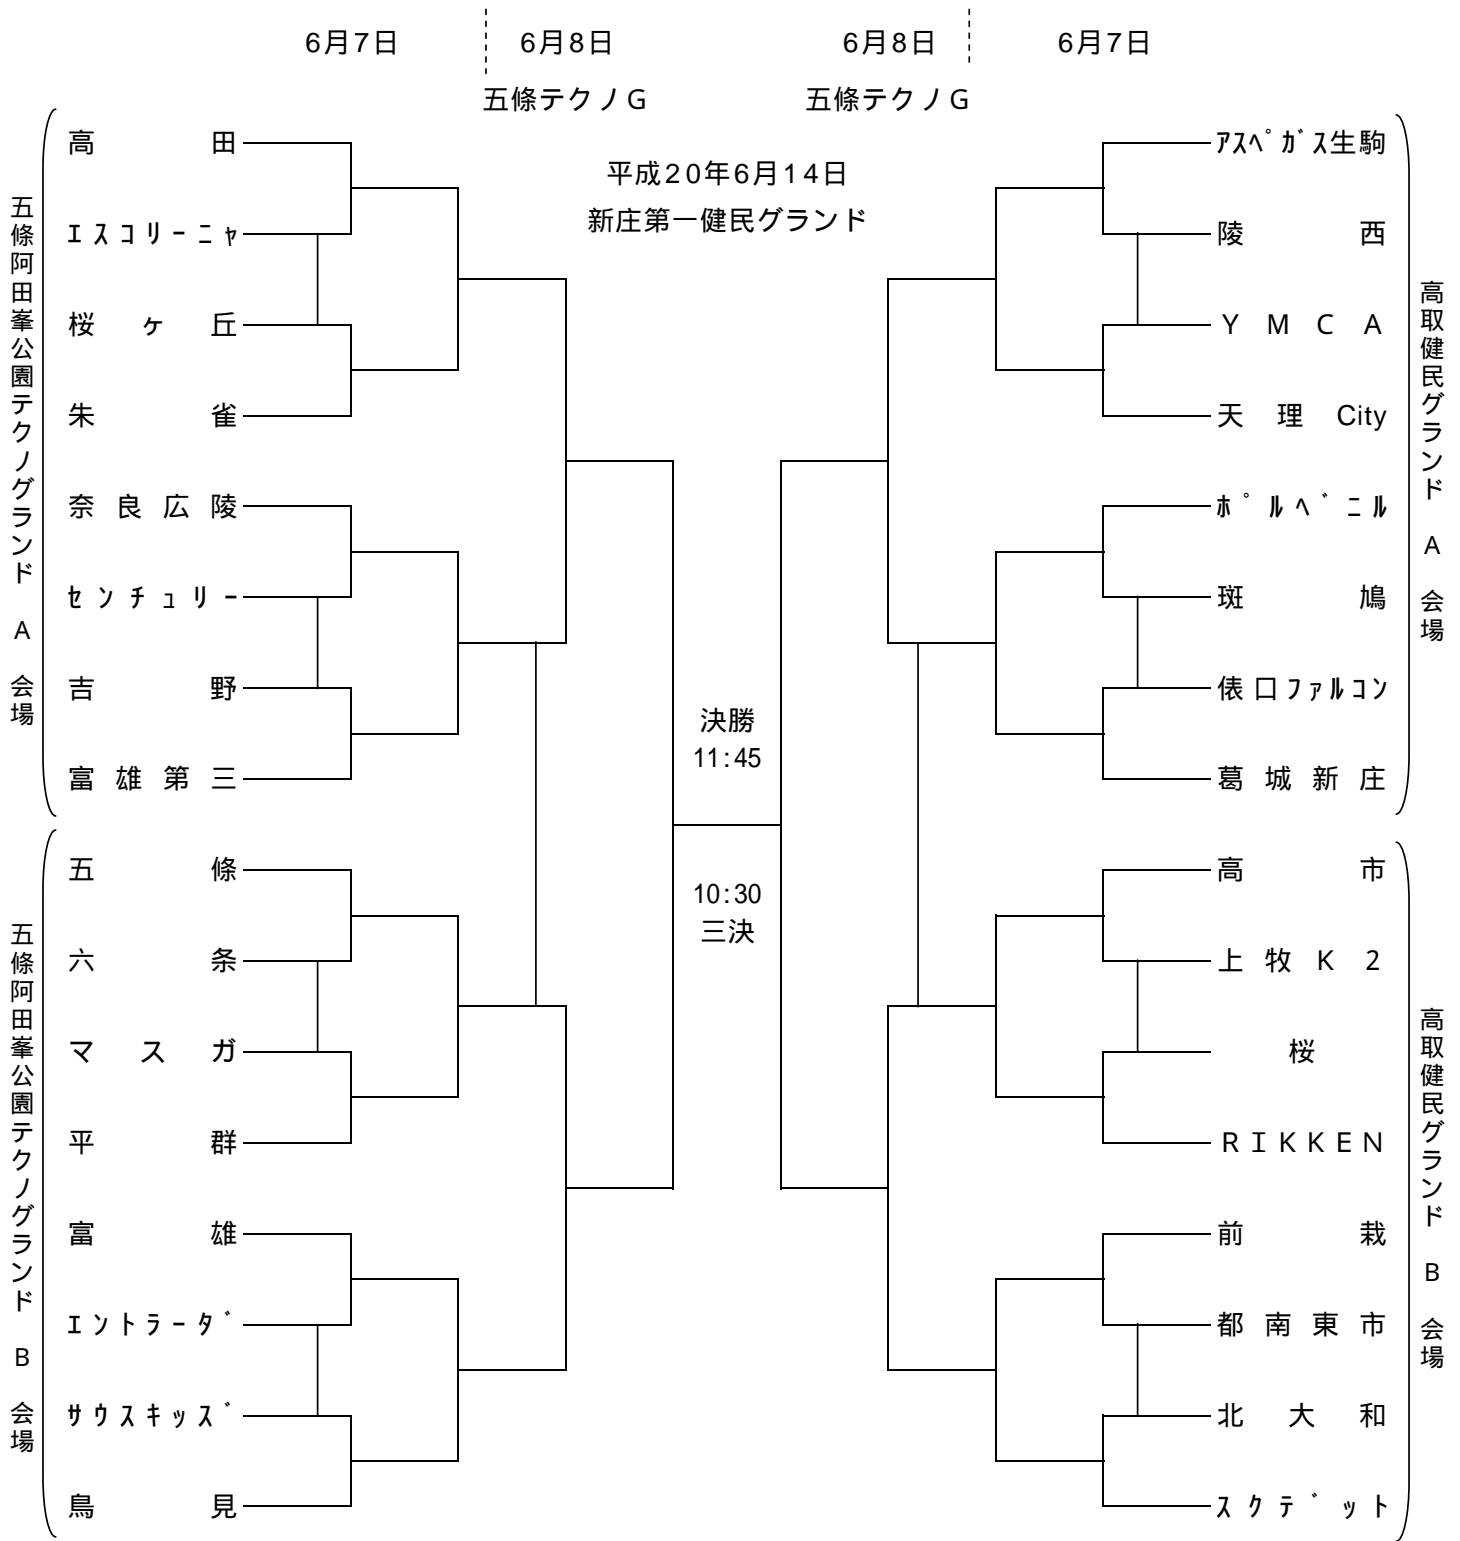 6月7日
6月8日
6月8日
6月7日
五條テクノG
五條テクノG
平成20年6月14日
新庄第一健民グランド
五條阿田峯公園テクノグランド A 会場
高田
ｴｽｺﾘｰﾆｬ
桜ヶ丘
朱雀
奈良広陵
ｾﾝﾁｭﾘｰ
吉野
富雄第三
五條阿田峯公園テクノグランド B 会場
五條
六条
マスガ
平群
富雄
ｴﾝﾄﾗｰﾀﾞ
ｻｳｽｷｯｽﾞ
鳥見
決勝
11:45
10:30
三決
ｱｽﾍﾟｶﾞｽ生駒
陵西
YMCA
天理City
ﾎﾟﾙﾍﾞﾆﾙ
斑鳩
俵口ﾌｧﾙｺﾝ
葛城新庄
高取健民グランド A 会場
高市
上牧K2
桜
RIKKEN
前栽
都南東市
北大和
ｽｸﾃﾞｯﾄ
高取健民グランド B 会場